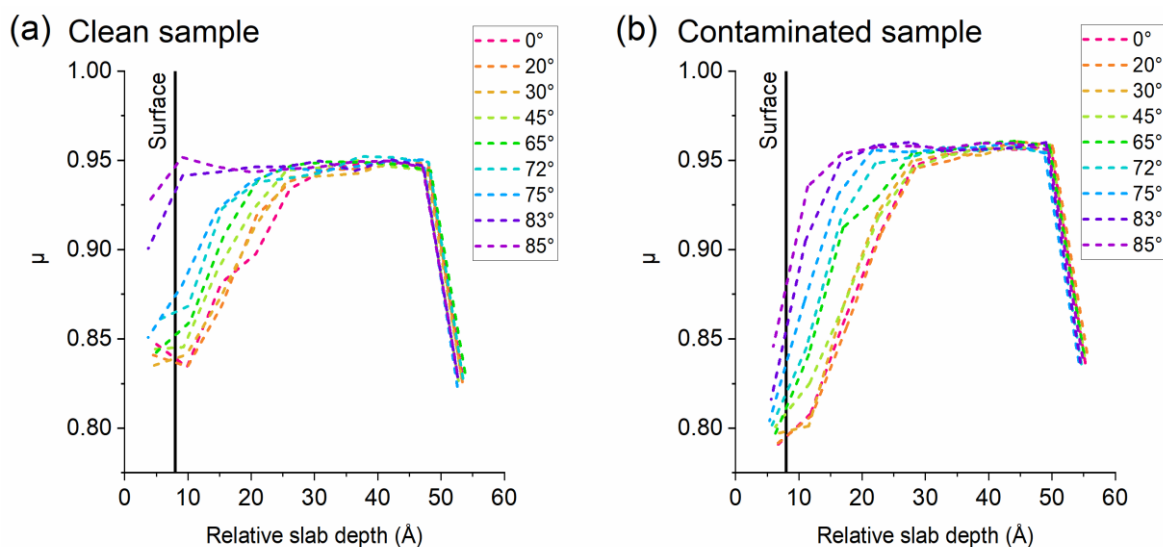 (a) Clean sample
0°
20°
30°
45°
65°
72°
75°
83°
85°
Surface
1.00
0.95
0.90
0.85
0.80
μ
0 10 20 30 40 50 60
Relative slab depth (Å)
(b) Contaminated sample
0°
20°
30°
45°
65°
72°
75°
83°
85°
Surface
1.00
0.95
0.90
0.85
0.80
μ
0 10 20 30 40 50 60
Relative slab depth (Å)